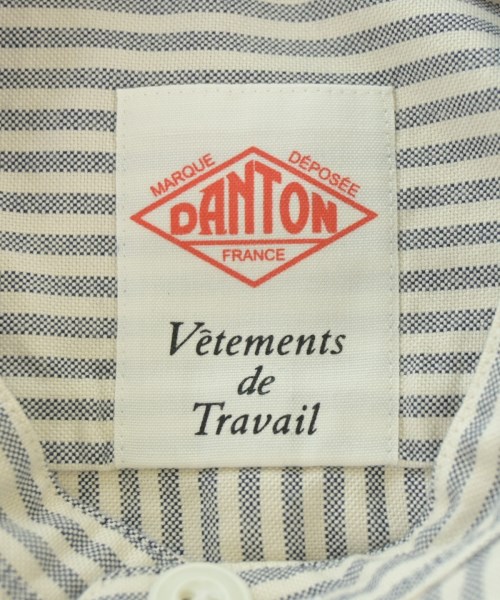 MARQUE DÉPOSÉE
DANTON
FRANCE
Vêtements
de
Travail